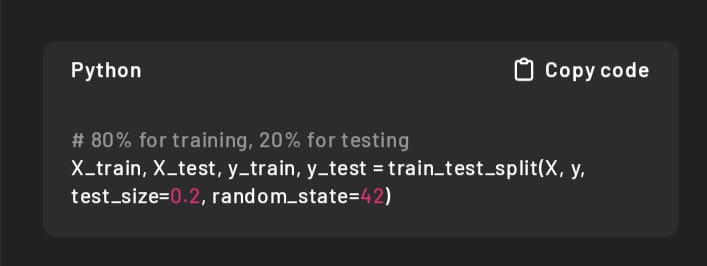 Python
Copy code
# 80% for training, 20% for testing
X_train, X_test, y_train, y_test = train_test_split(X, y,
test_size=0.2, random_state=42)